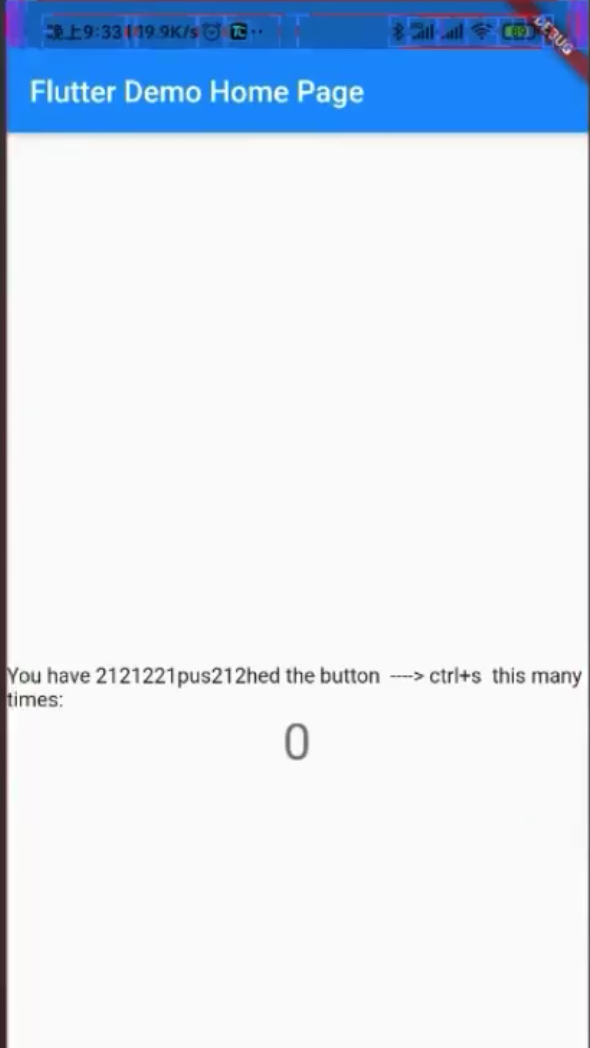 晚上9:33 19.9K/s
DEBUG
Flutter Demo Home Page
You have 2121221pus212hed the button ----> ctrl+s this many
times:
0